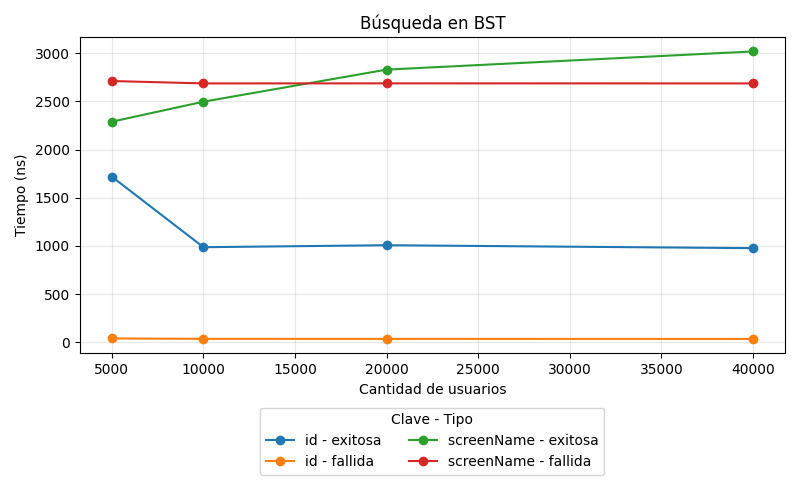 Búsqueda en BST
3000
2500
2000
1500
1000
500
0
Tiempo (ns)
5000 10000 15000 20000 25000 30000 35000 40000
Cantidad de usuarios
Clave - Tipo
id - exitosa screenName - exitosa
id - fallida screenName - fallida